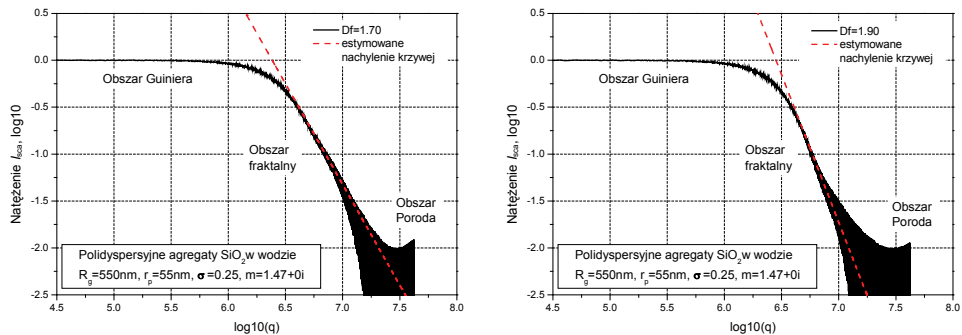 0.5
0.0
-0.5
-1.0
-1.5
-2.0
-2.5
Natężenie Isca, log10
Df=1.70
estymowane
nachylenie krzywej
Obszar Guiniera
Obszar
fraktalny
Obszar
Poroda
Polidyspersyjne agregaty SiO2w wodzie
Rg=550nm, rp=55nm, σ=0.25, m=1.47+0i
4.5 5.0 5.5 6.0 6.5 7.0 7.5 8.0
log10(q)
0.5
0.0
-0.5
-1.0
-1.5
-2.0
-2.5
Natężenie Isca, log10
Df=1.90
estymowane
nachylenie krzywej
Obszar Guiniera
Obszar
fraktalny
Obszar
Poroda
Polidyspersyjne agregaty SiO2w wodzie
Rg=550nm, rp=55nm, σ=0.25, m=1.47+0i
4.5 5.0 5.5 6.0 6.5 7.0 7.5 8.0
log10(q)